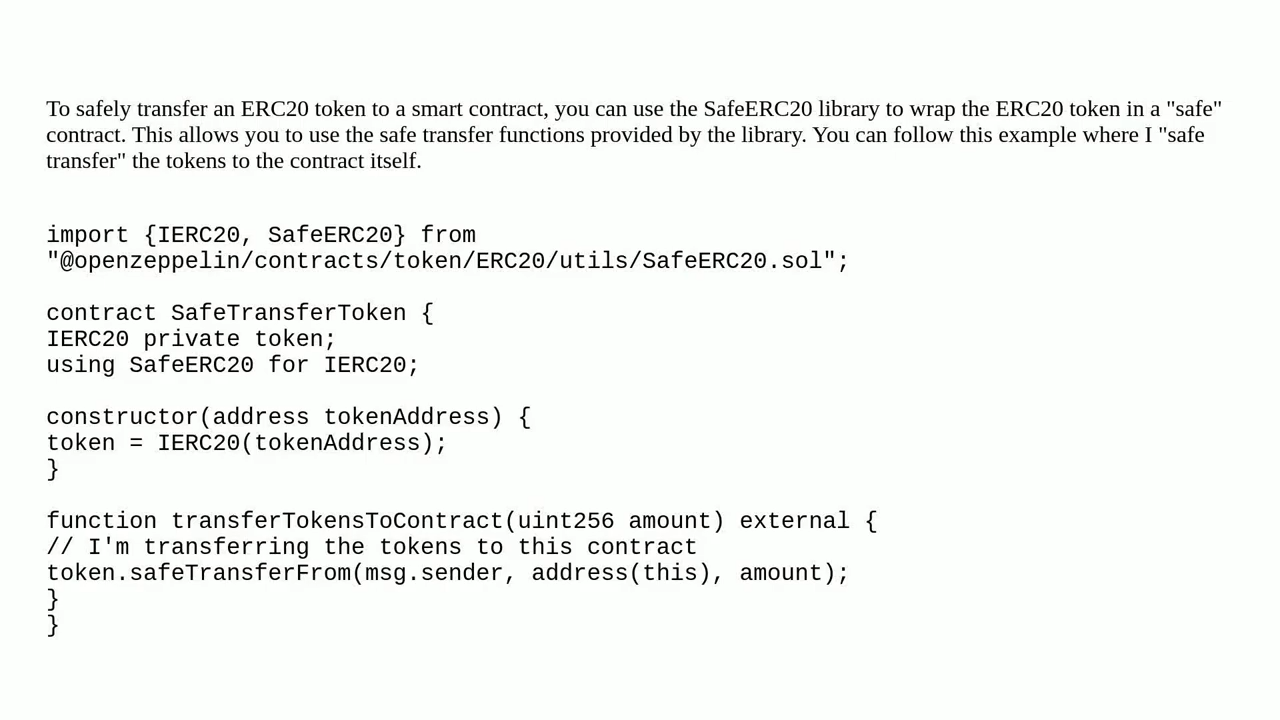 To safely transfer an ERC20 token to a smart contract, you can use the SafeERC20 library to wrap the ERC20 token in a "safe"
contract. This allows you to use the safe transfer functions provided by the library. You can follow this example where I "safe
transfer" the tokens to the contract itself.
import {IERC20, SafeERC20} from
"@openzeppelin/contracts/token/ERC20/utils/SafeERC20.sol";
contract SafeTransferToken {
IERC20 private token;
using SafeERC20 for IERC20;
constructor(address tokenAddress) {
token = IERC20(tokenAddress);
}
function transferTokensToContract(uint256 amount) external {
// I'm transferring the tokens to this contract
token.safeTransferFrom(msg.sender, address(this), amount);
}
}